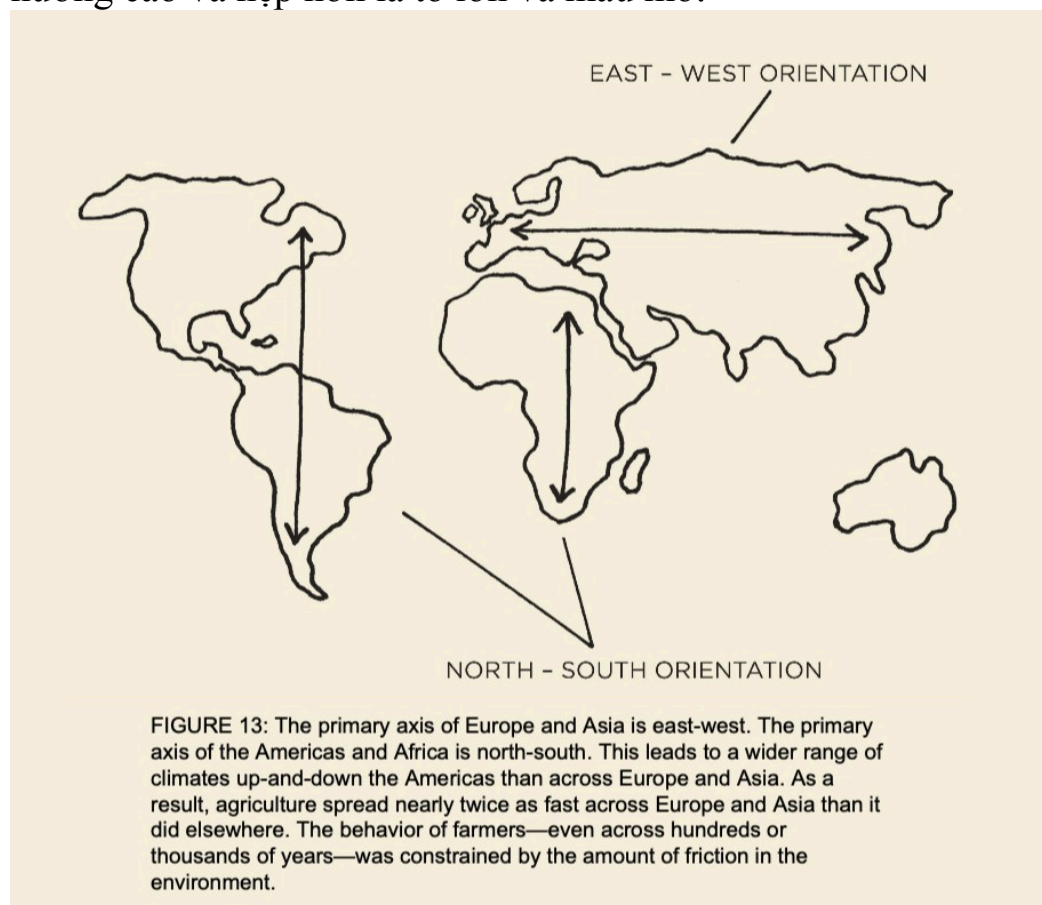 EAST – WEST ORIENTATION
NORTH – SOUTH ORIENTATION
FIGURE 13: The primary axis of Europe and Asia is east-west. The primary
axis of the Americas and Africa is north-south. This leads to a wider range of
climates up-and-down the Americas than across Europe and Asia. As a
result, agriculture spread nearly twice as fast across Europe and Asia than it
did elsewhere. The behavior of farmers—even across hundreds or
thousands of years—was constrained by the amount of friction in the
environment.